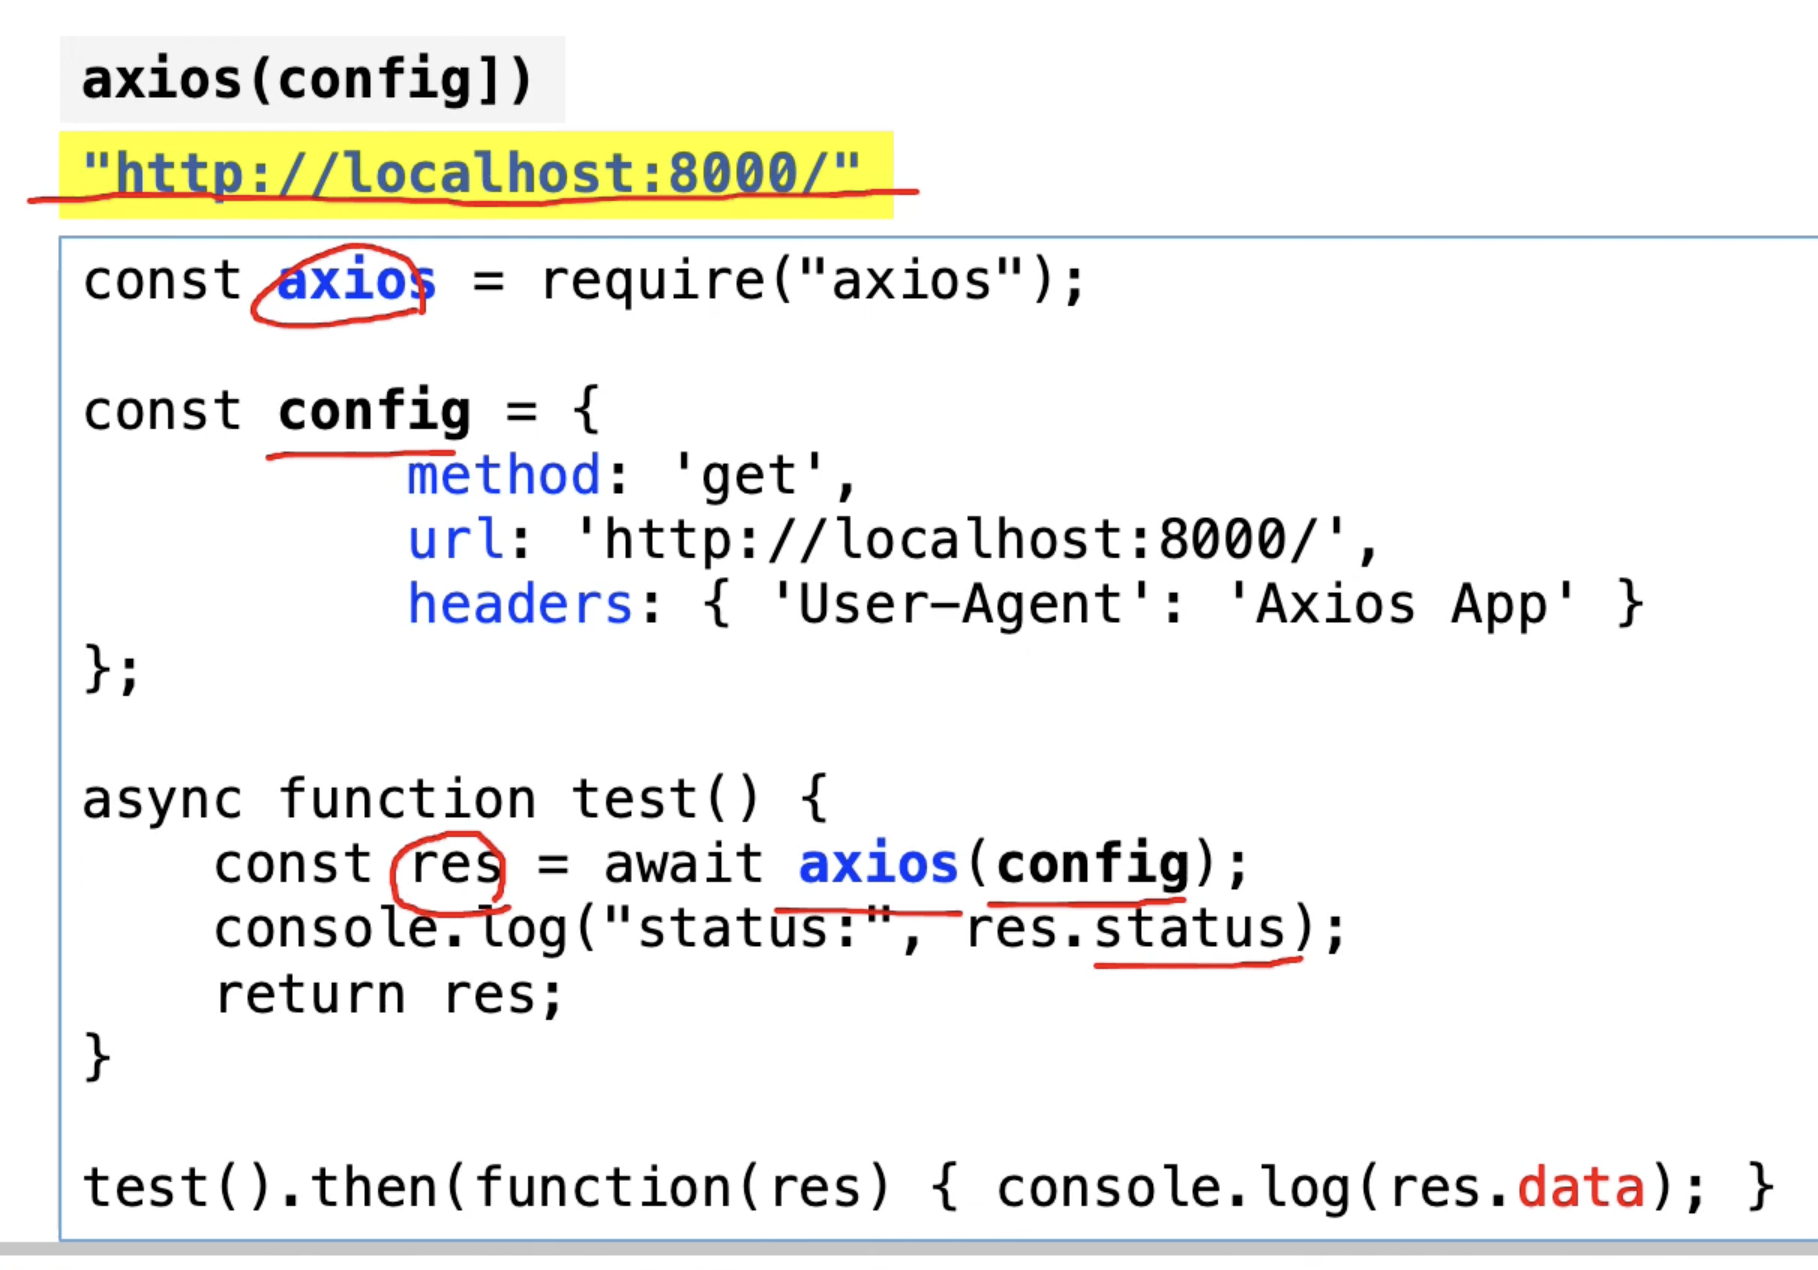 axios(config])
"http://localhost:8000/"
const axios = require("axios");
const config = {
method: 'get',
url: 'http://localhost:8000/',
headers: { 'User-Agent': 'Axios App' }
};
async function test() {
const res = await axios(config);
console.log("status:", res.status);
return res;
}
test().then(function(res) { console.log(res.data); }